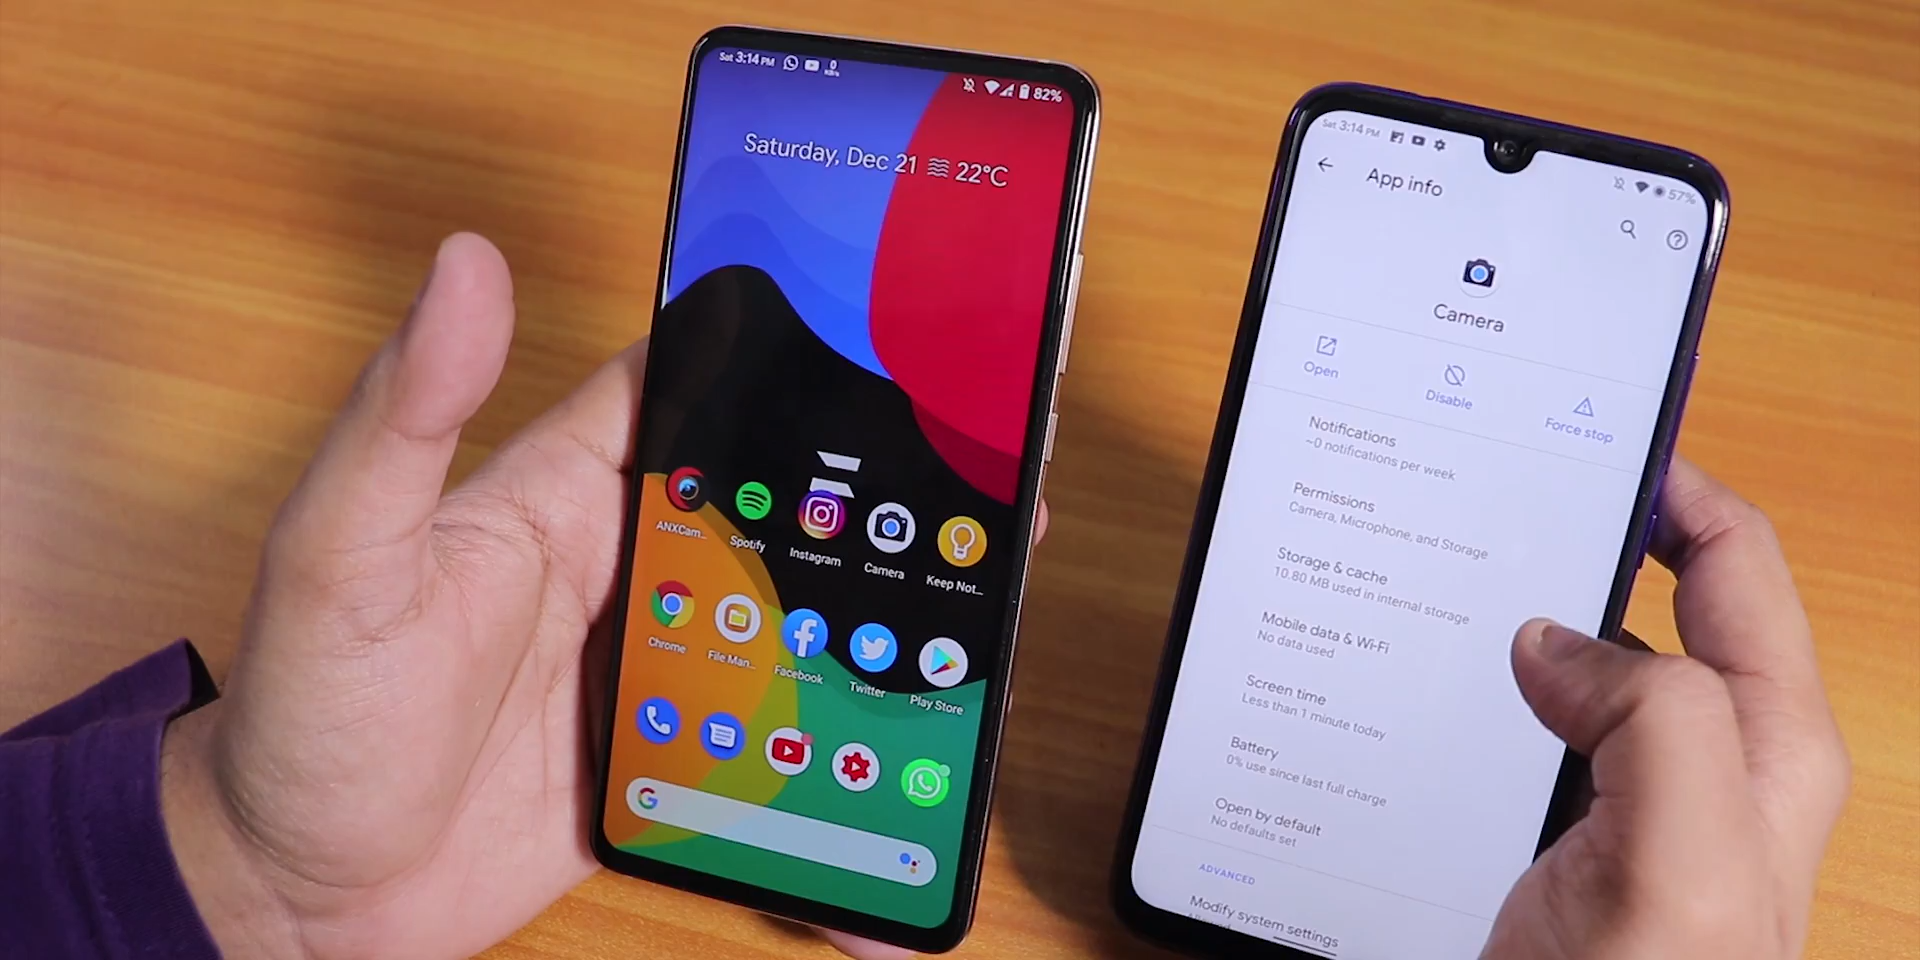 Sat 3:14 PM
0
KB/s
82%
Saturday, Dec 21 22°C
ANXCam...
Spotify
Instagram
Camera
Keep Not...
Chrome
File Man...
Facebook
Twitter
Play Store
Sat 3:14 PM
57%
App info
Camera
Open
Disable
Force stop
Notifications
~0 notifications per week
Permissions
Camera, Microphone, and Storage
Storage & cache
10.80 MB used in internal storage
Mobile data & Wi-Fi
No data used
Screen time
Less than 1 minute today
Battery
0% use since last full charge
Open by default
No defaults set
ADVANCED
Modify system settings